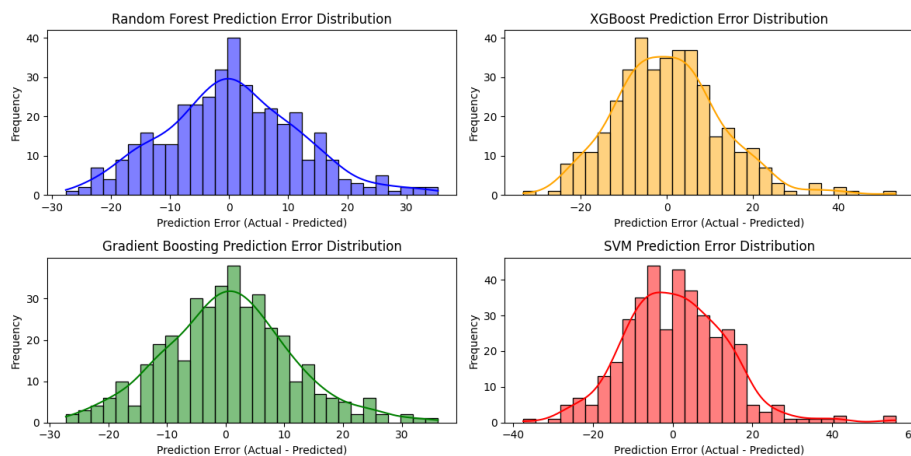 Random Forest Prediction Error Distribution
Frequency
40
30
20
10
0
−30 −20 −10 0 10 20 30
Prediction Error (Actual - Predicted)
XGBoost Prediction Error Distribution
Frequency
40
30
20
10
0
−20 0 20 40
Prediction Error (Actual - Predicted)
Gradient Boosting Prediction Error Distribution
Frequency
30
20
10
0
−30 −20 −10 0 10 20 30
Prediction Error (Actual - Predicted)
SVM Prediction Error Distribution
Frequency
40
30
20
10
0
−40 −20 0 20 40
Prediction Error (Actual - Predicted)